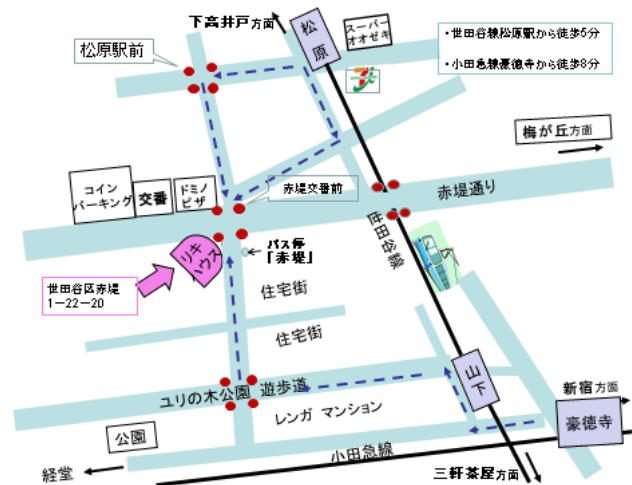 下高井戸方面
松原
スーパー
オオゼキ
・世田谷線松原駅から徒歩5分
・小田急線豪徳寺から徒歩8分
松原駅前
梅が丘方面
コイン
パーキング
交番
ドミノ
ピザ
赤堤交番前
赤堤通り
世田谷線
リキ
ハウス
バス停
「赤堤」
世田谷区赤堤
1－22－20
住宅街
住宅街
山下
新宿方面
ユリの木公園
遊歩道
レンガ マンション
豪徳寺
公園
小田急線
経堂
三軒茶屋方面